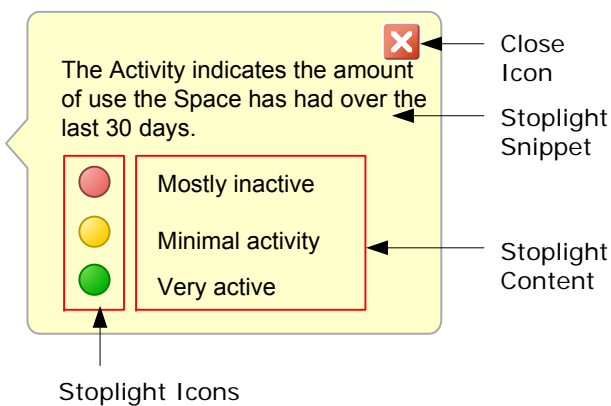 Close
Icon
The Activity indicates the amount
of use the Space has had over the
last 30 days.
Stoplight
Snippet
Mostly inactive
Minimal activity
Very active
Stoplight
Content
Stoplight Icons